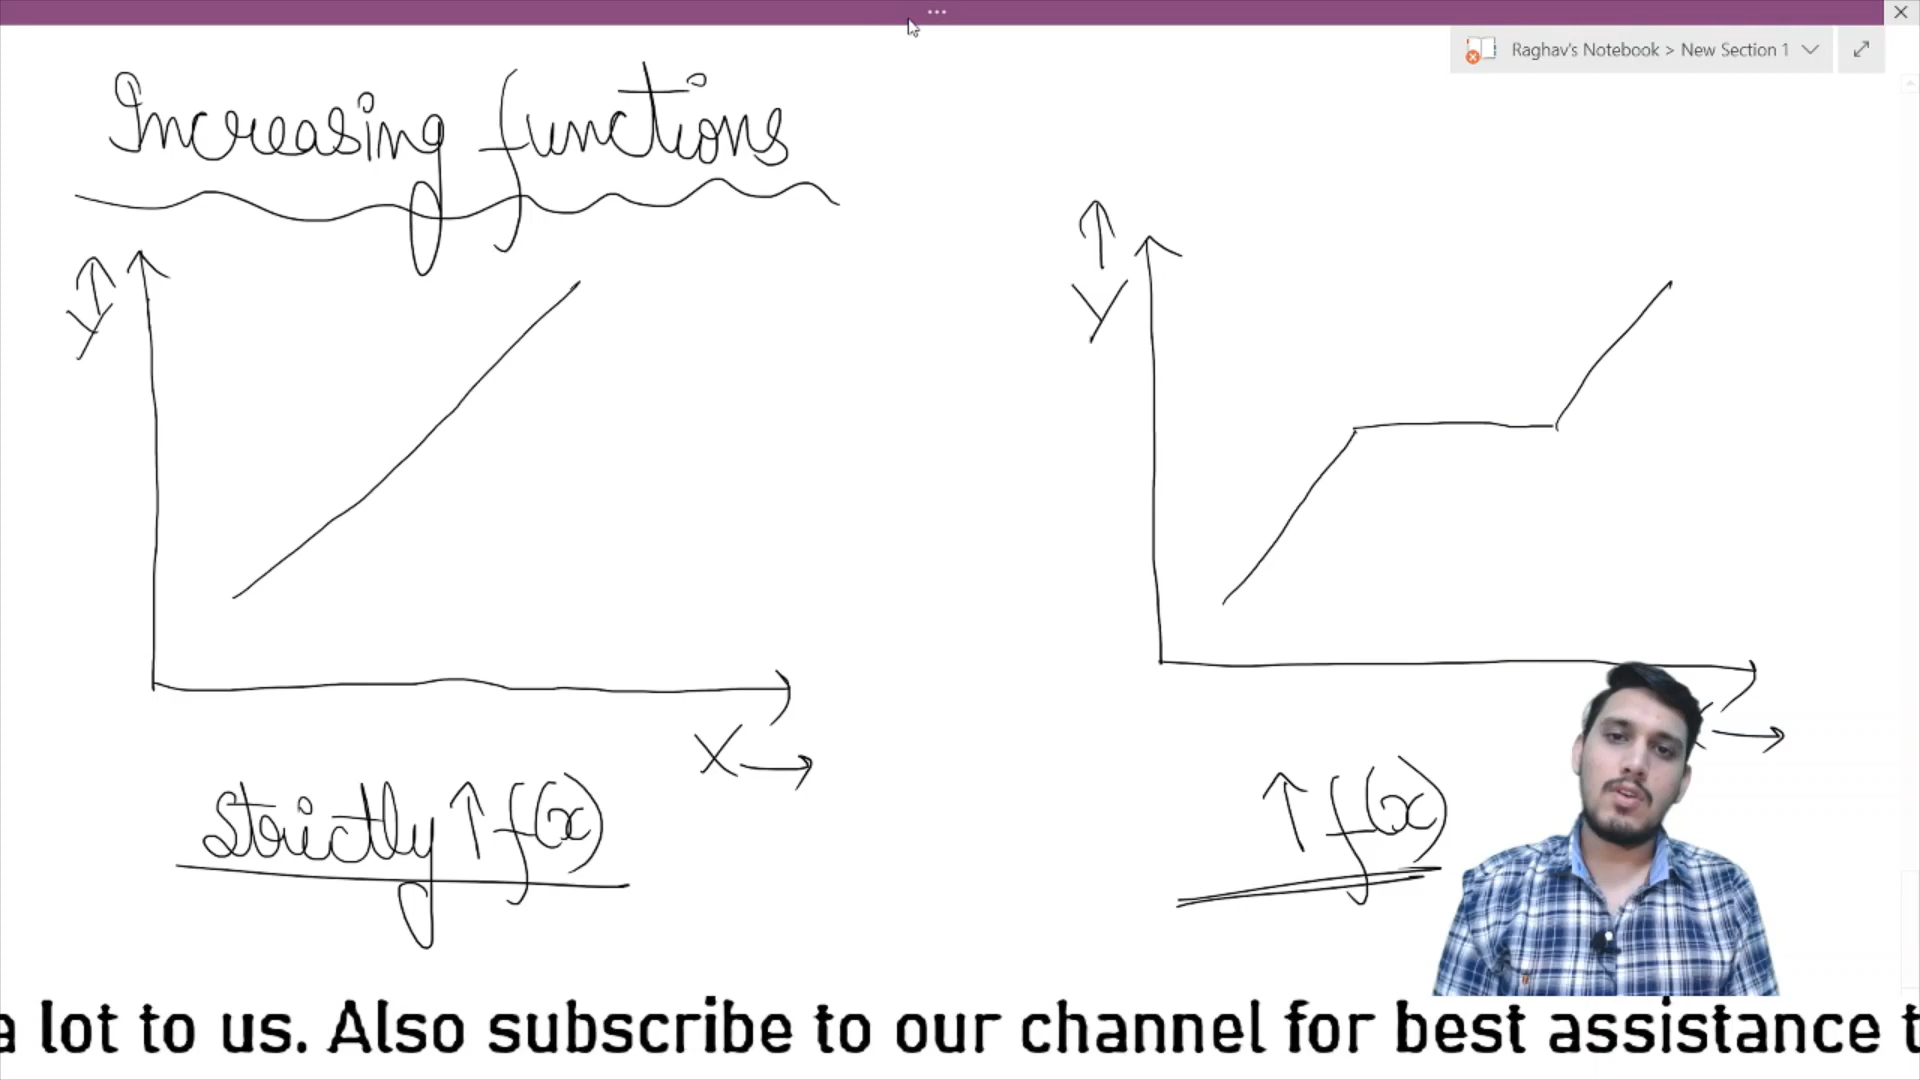 Raghav's Notebook > New Section 1
Increasing functions
↑
Y
↑
Y
X →
→
Strictly ↑ f(x)
↑ f(x)
a lot to us. Also subscribe to our channel for best assistance t